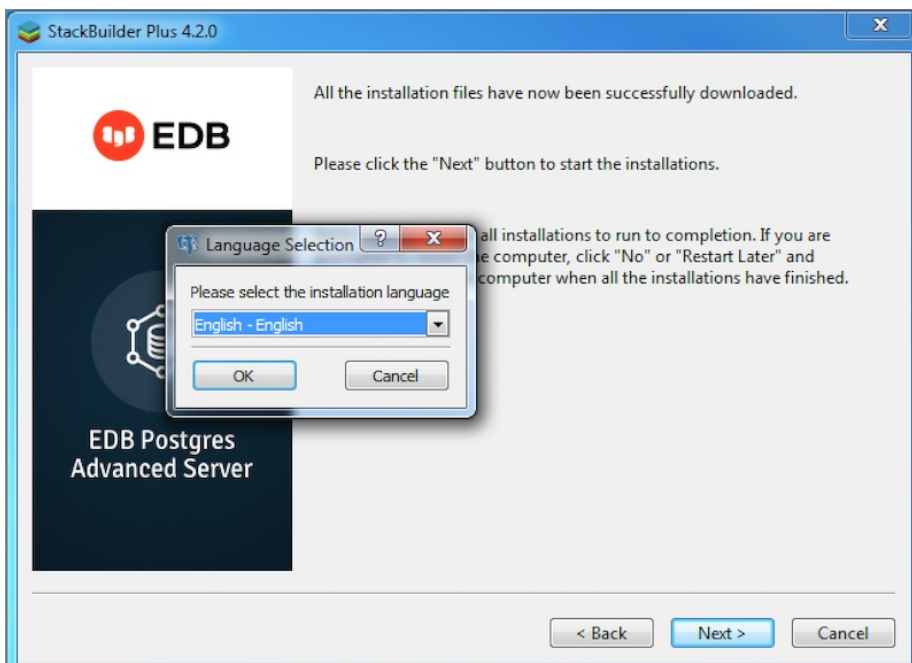 StackBuilder Plus 4.2.0
EDB
All the installation files have now been successfully downloaded.
Please click the "Next" button to start the installations.
all installations to run to completion. If you are
computer, click "No" or "Restart Later" and
computer when all the installations have finished.
Language Selection
Please select the installation language
English - English
OK
Cancel
EDB Postgres
Advanced Server
< Back
Next >
Cancel